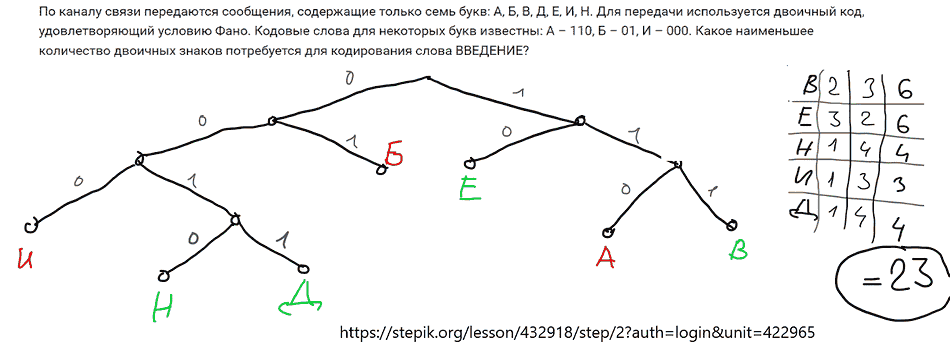 По каналу связи передаются сообщения, содержащие только семь букв: А, Б, В, Д, Е, И, Н. Для передачи используется двоичный код,
удовлетворяющий условию Фано. Кодовые слова для некоторых букв известны: А – 110, Б – 01, И – 000. Какое наименьшее
количество двоичных знаков потребуется для кодирования слова ВВЕДЕНИЕ?
0 1
0 1 0 1
Б Е
0 1 0 1
И А В
0 1
Н Д
В 2 3 6
Е 3 2 6
Н 1 4 4
И 1 3 3
Д 1 4 4
= 23
https://stepik.org/lesson/432918/step/2?auth=login&unit=422965